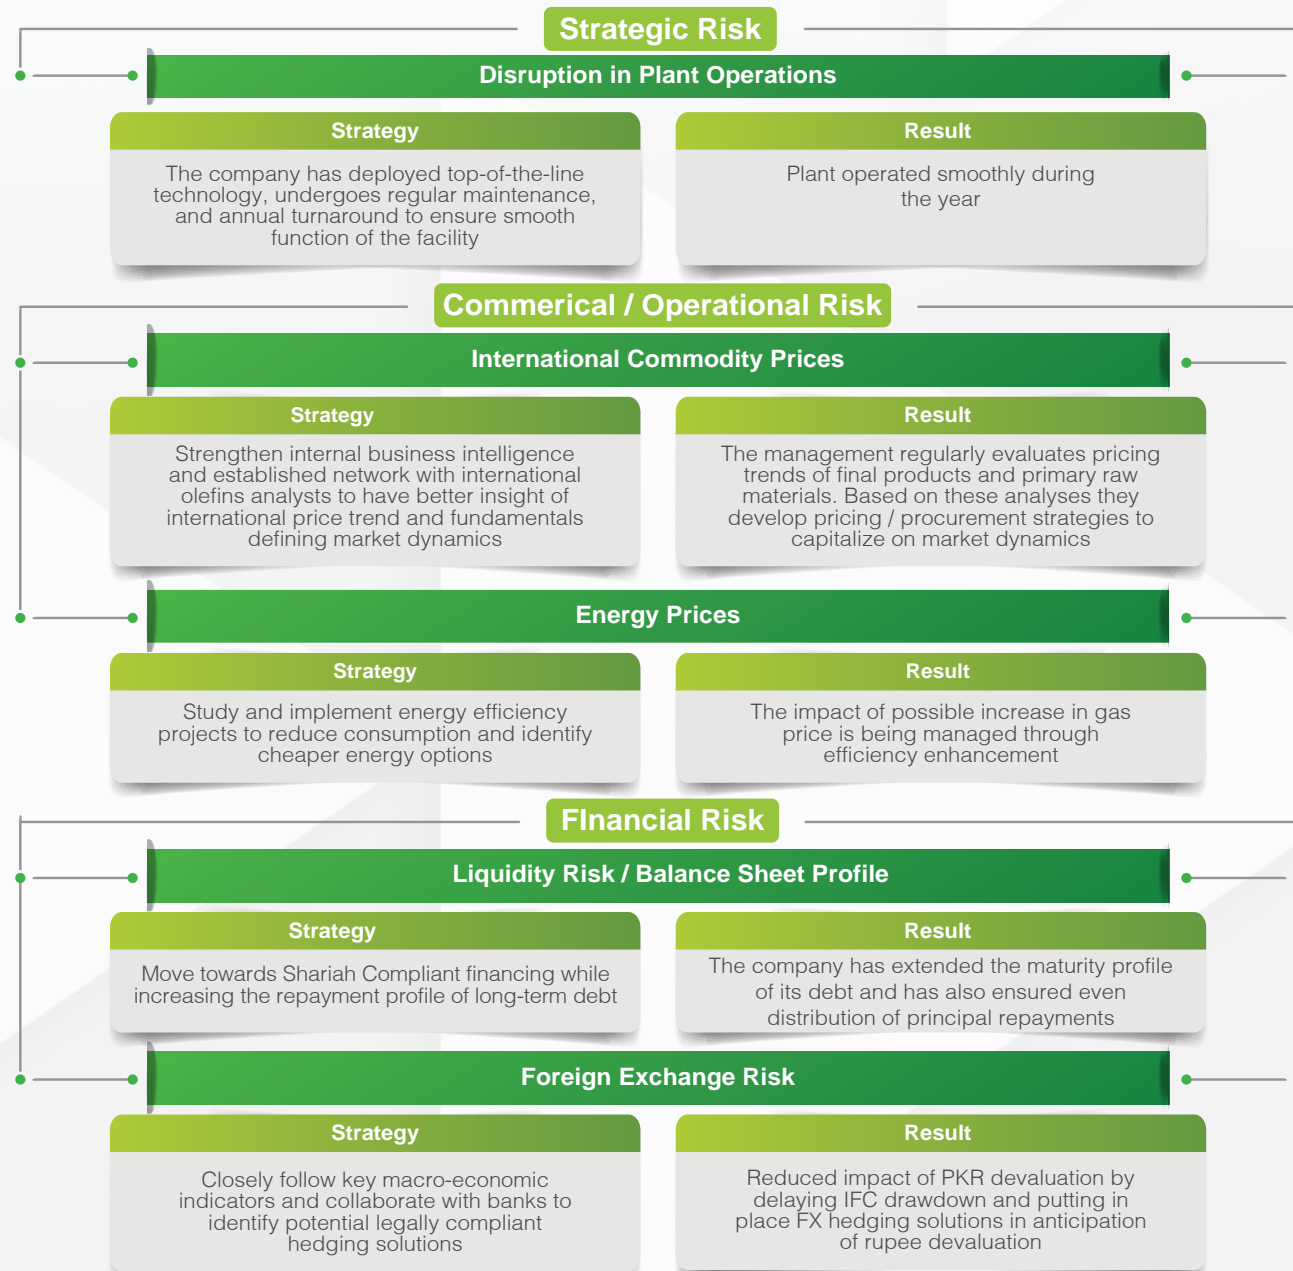 Strategic Risk
Disruption in Plant Operations
Strategy
The company has deployed top-of-the-line
technology, undergoes regular maintenance,
and annual turnaround to ensure smooth
function of the facility
Result
Plant operated smoothly during
the year
Commerical / Operational Risk
International Commodity Prices
Strategy
Strengthen internal business intelligence
and established network with international
olefins analysts to have better insight of
international price trend and fundamentals
defining market dynamics
Result
The management regularly evaluates pricing
trends of final products and primary raw
materials. Based on these analyses they
develop pricing / procurement strategies to
capitalize on market dynamics
Energy Prices
Strategy
Study and implement energy efficiency
projects to reduce consumption and identify
cheaper energy options
Result
The impact of possible increase in gas
price is being managed through
efficiency enhancement
FInancial Risk
Liquidity Risk / Balance Sheet Profile
Strategy
Move towards Shariah Compliant financing while
increasing the repayment profile of long-term debt
Result
The company has extended the maturity profile
of its debt and has also ensured even
distribution of principal repayments
Foreign Exchange Risk
Strategy
Closely follow key macro-economic
indicators and collaborate with banks to
identify potential legally compliant
hedging solutions
Result
Reduced impact of PKR devaluation by
delaying IFC drawdown and putting in
place FX hedging solutions in anticipation
of rupee devaluation